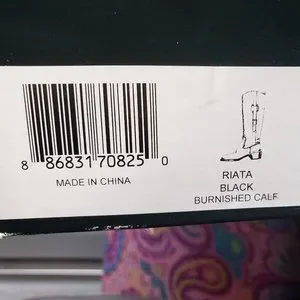 8 86831 70825 0
MADE IN CHINA
RIATA
BLACK
BURNISHED CALF